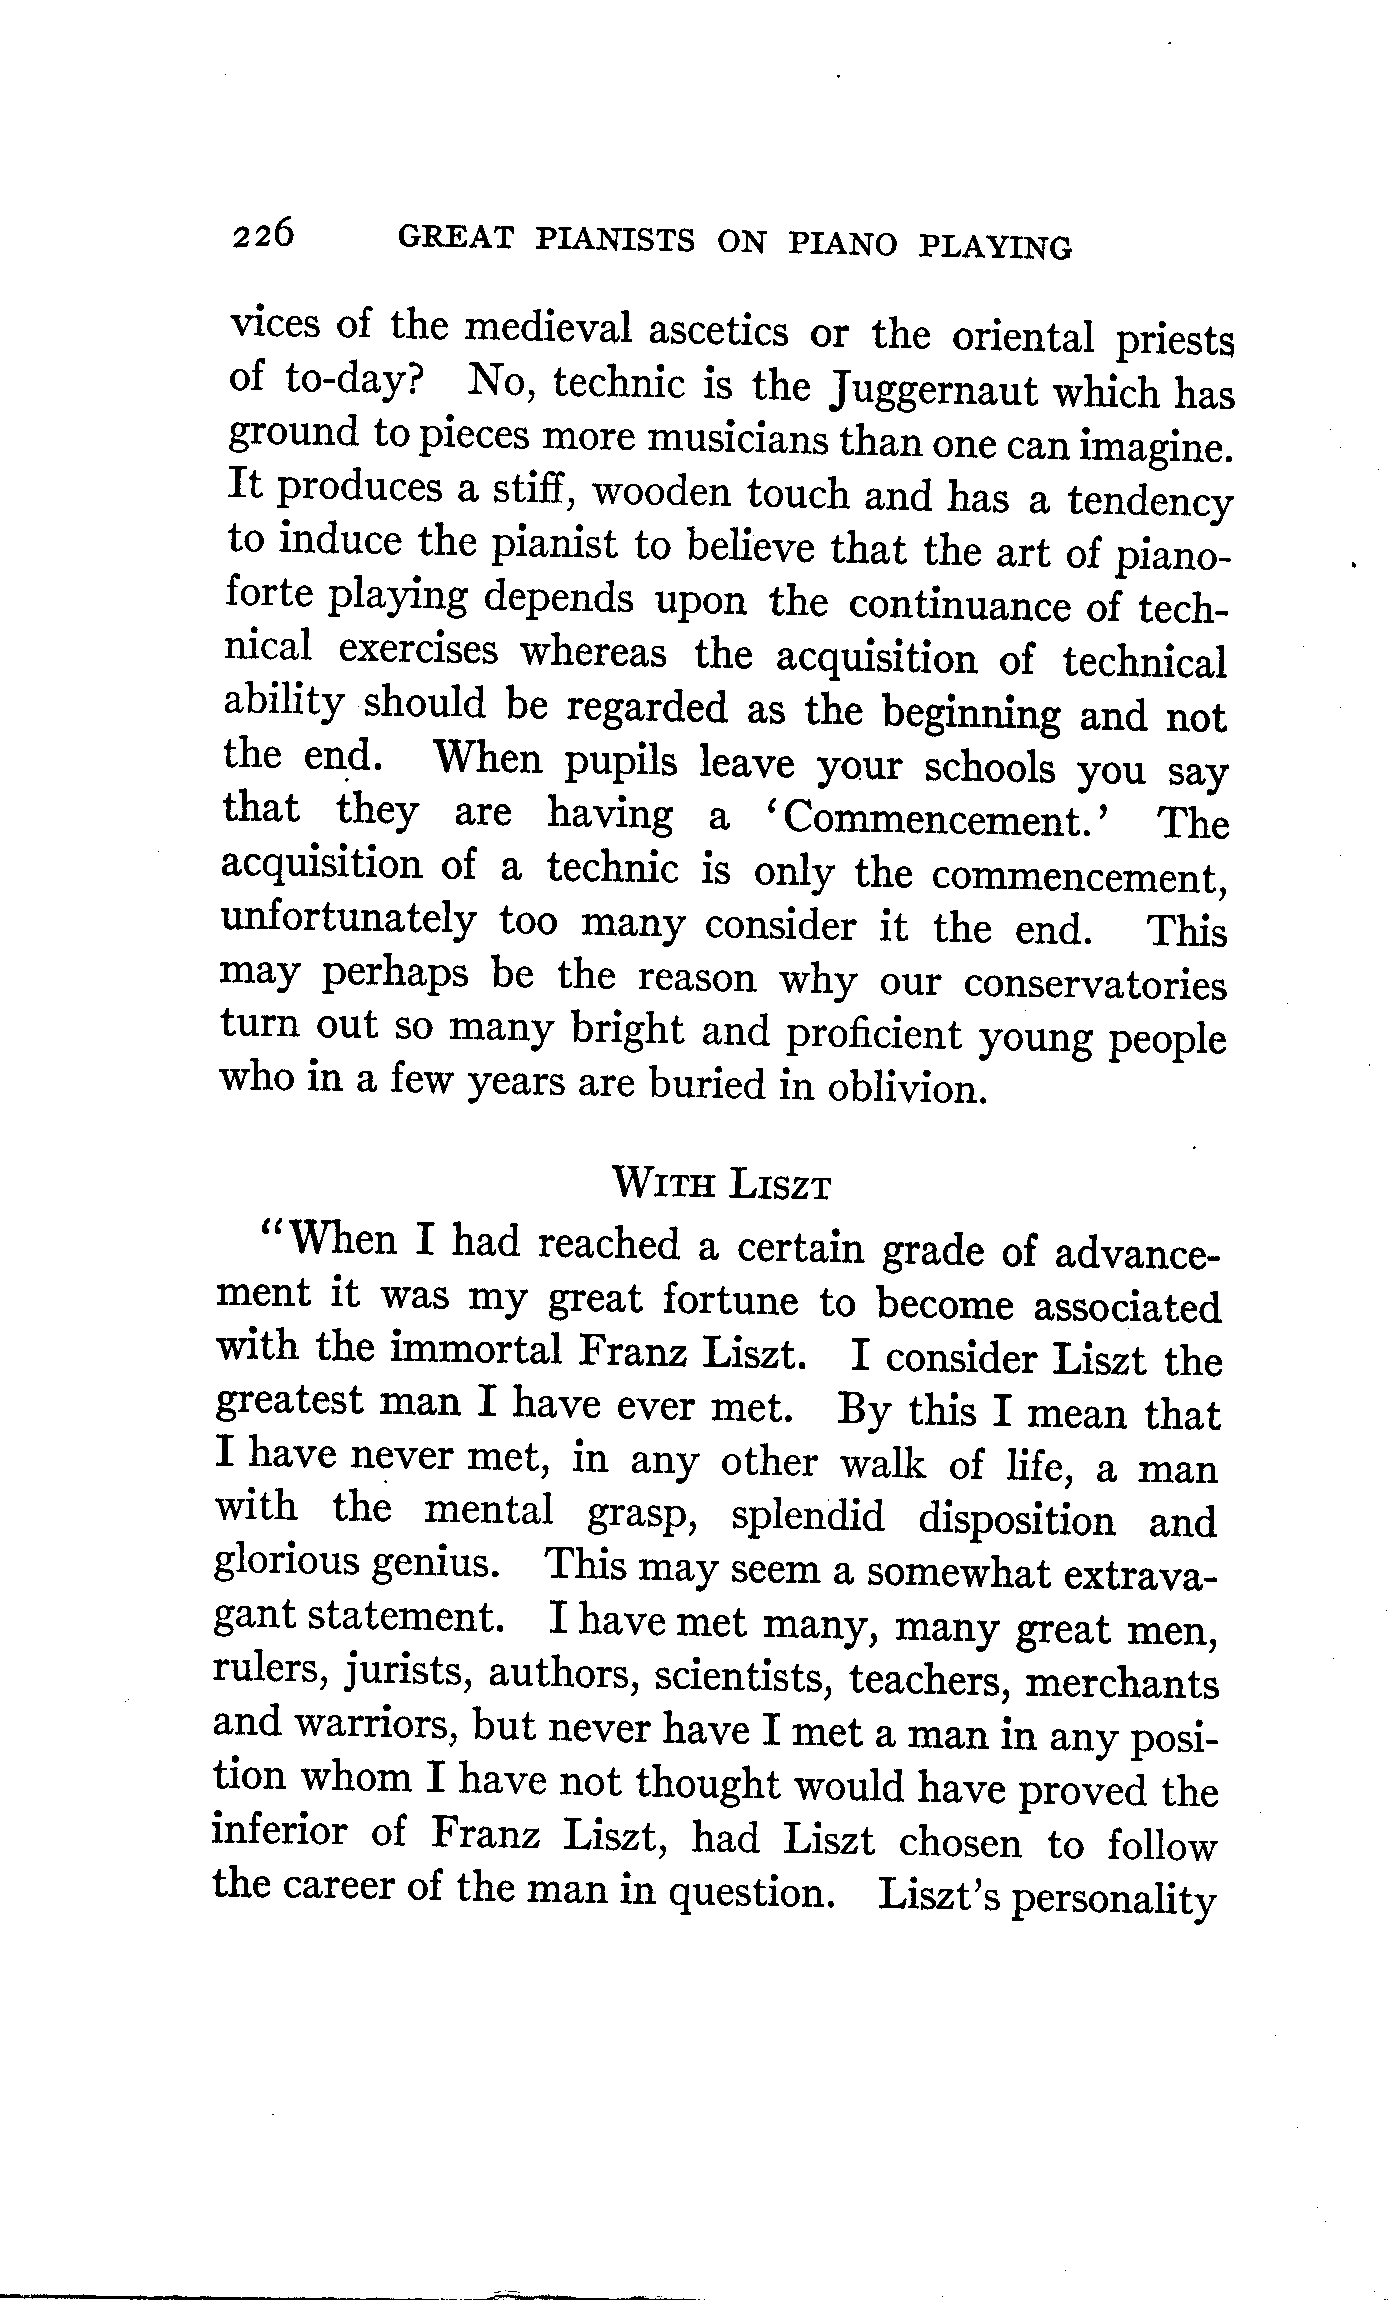 226 GREAT PIANISTS ON PIANO PLAYING
vices of the medieval ascetics or the oriental priests
of to-day? No, technic is the Juggernaut which has
ground to pieces more musicians than one can imagine.
It produces a stiff, wooden touch and has a tendency
to induce the pianist to believe that the art of piano-
forte playing depends upon the continuance of tech-
nical exercises whereas the acquisition of technical
ability should be regarded as the beginning and not
the end. When pupils leave your schools you say
that they are having a ‘Commencement.’ The
acquisition of a technic is only the commencement,
unfortunately too many consider it the end. This
may perhaps be the reason why our conservatories
turn out so many bright and proficient young people
who in a few years are buried in oblivion.
WITH LISZT
“When I had reached a certain grade of advance-
ment it was my great fortune to become associated
with the immortal Franz Liszt. I consider Liszt the
greatest man I have ever met. By this I mean that
I have never met, in any other walk of life, a man
with the mental grasp, splendid disposition and
glorious genius. This may seem a somewhat extrava-
gant statement. I have met many, many great men,
rulers, jurists, authors, scientists, teachers, merchants
and warriors, but never have I met a man in any posi-
tion whom I have not thought would have proved the
inferior of Franz Liszt, had Liszt chosen to follow
the career of the man in question. Liszt's personality